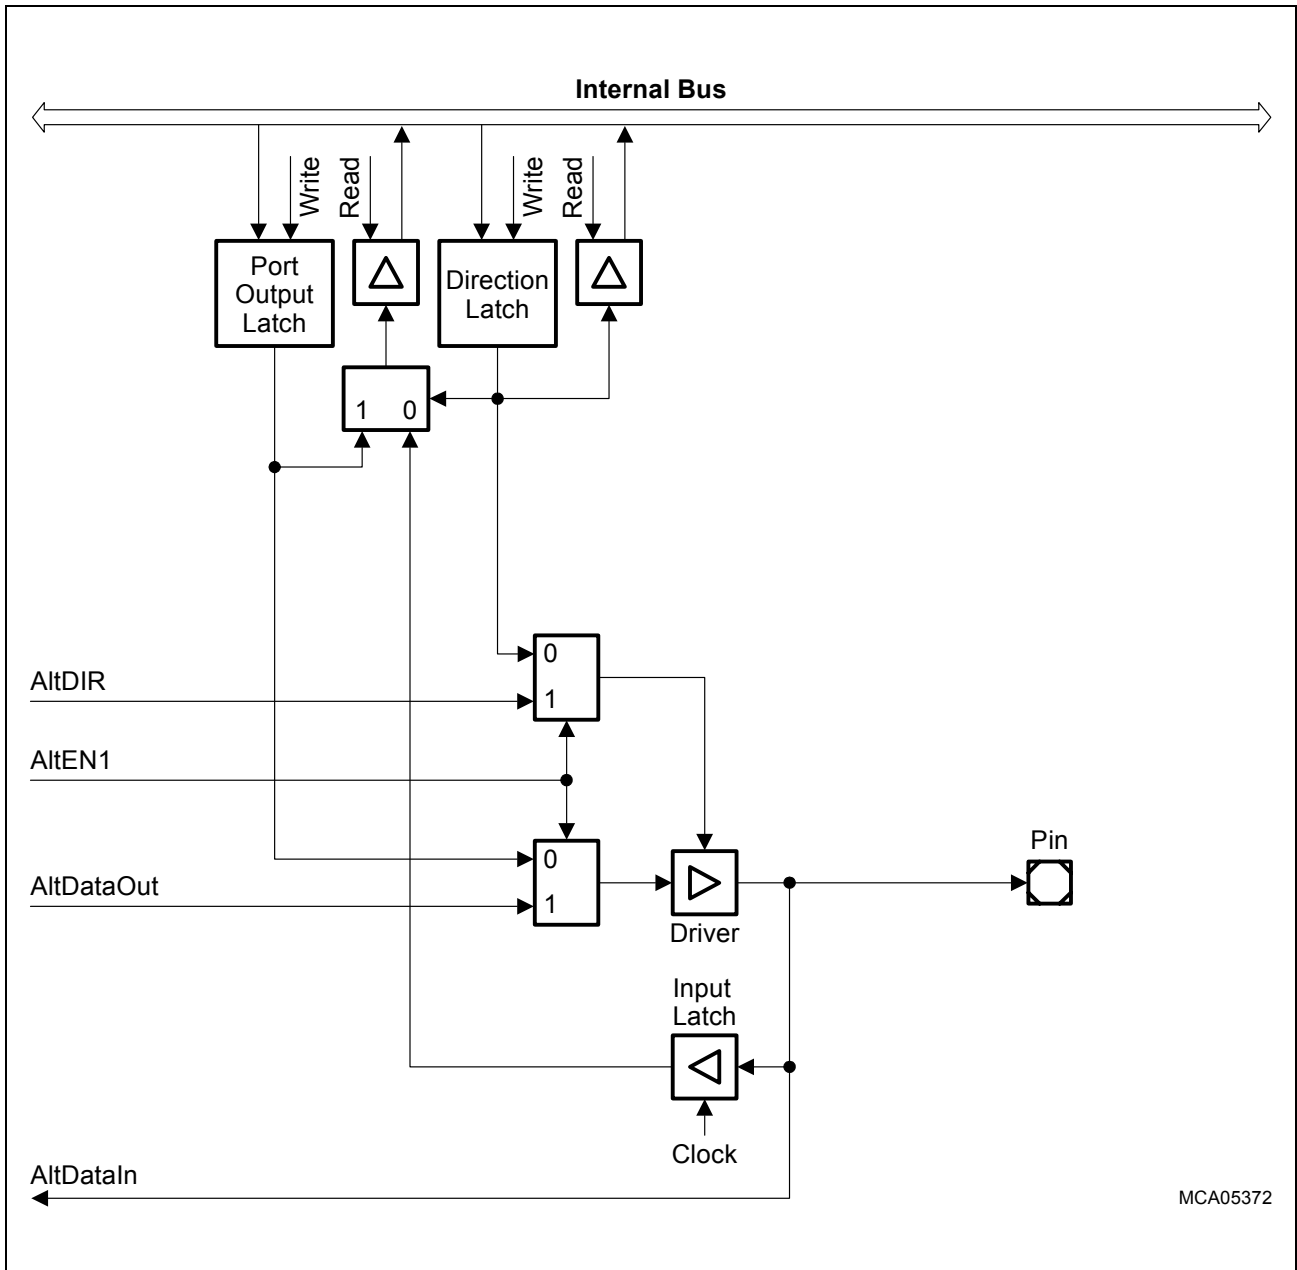 Internal Bus
Write
Read
Write
Read
Port
Output
Latch
Direction
Latch
1 0
0
AltDIR
1
AltEN1
Pin
0
AltDataOut
1
Driver
Input
Latch
Clock
AltDataIn
MCA05372